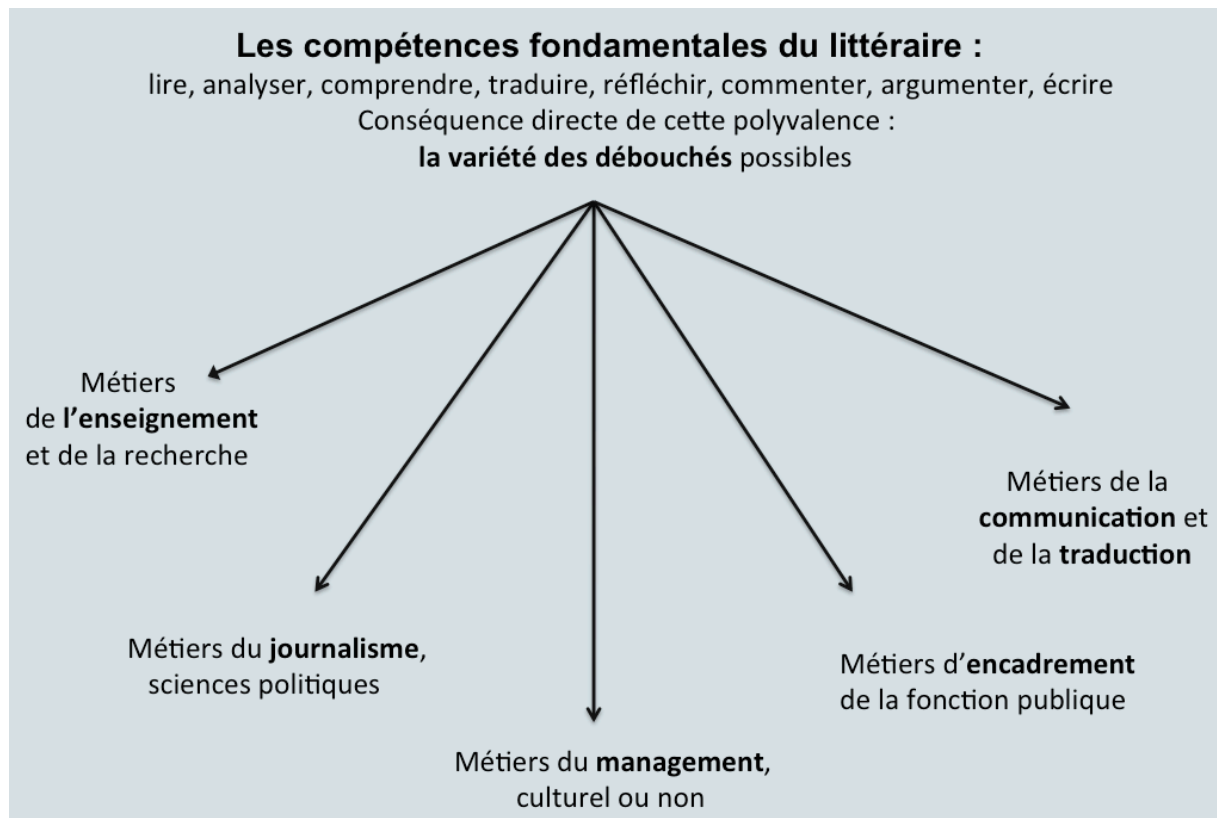 Les compétences fondamentales du littéraire :
lire, analyser, comprendre, traduire, réfléchir, commenter, argumenter, écrire
Conséquence directe de cette polyvalence :
la variété des débouchés possibles
Métiers
de l’enseignement
et de la recherche
Métiers du journalisme,
sciences politiques
Métiers du management,
culturel ou non
Métiers d’encadrement
de la fonction publique
Métiers de la
communication et
de la traduction